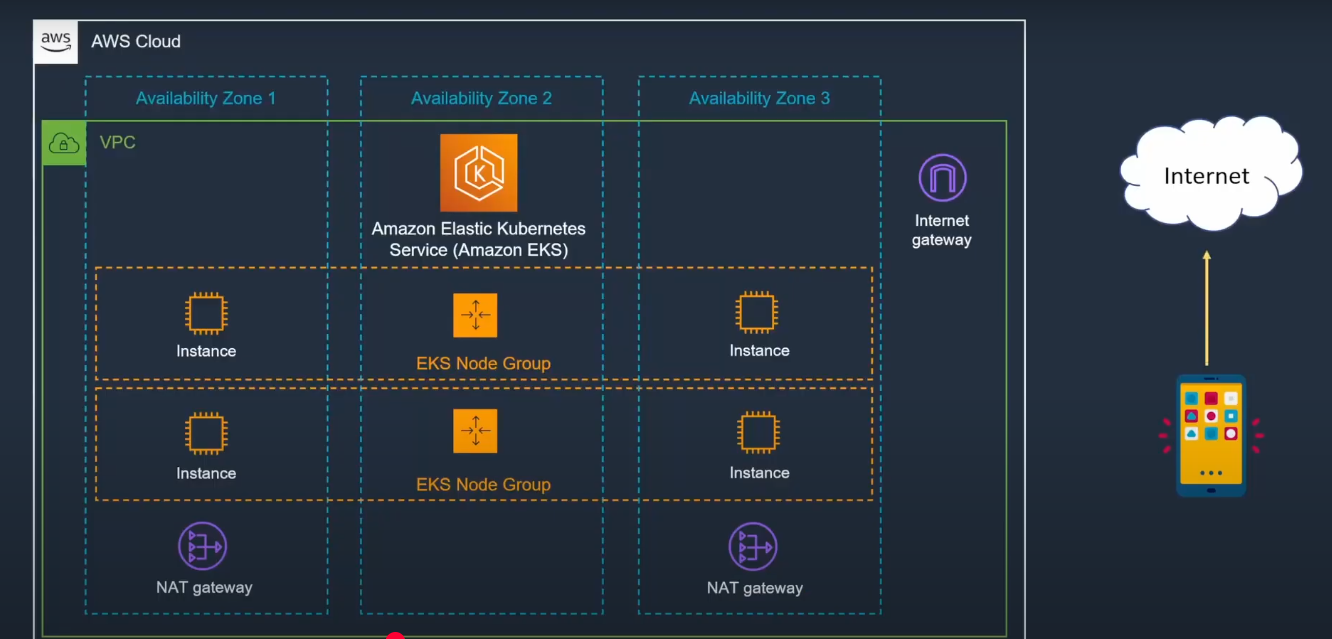 aws
AWS Cloud
Availability Zone 1
Availability Zone 2
Availability Zone 3
VPC
K
Amazon Elastic Kubernetes
Service (Amazon EKS)
Internet
gateway
Internet
Instance
EKS Node Group
Instance
Instance
EKS Node Group
Instance
NAT gateway
NAT gateway